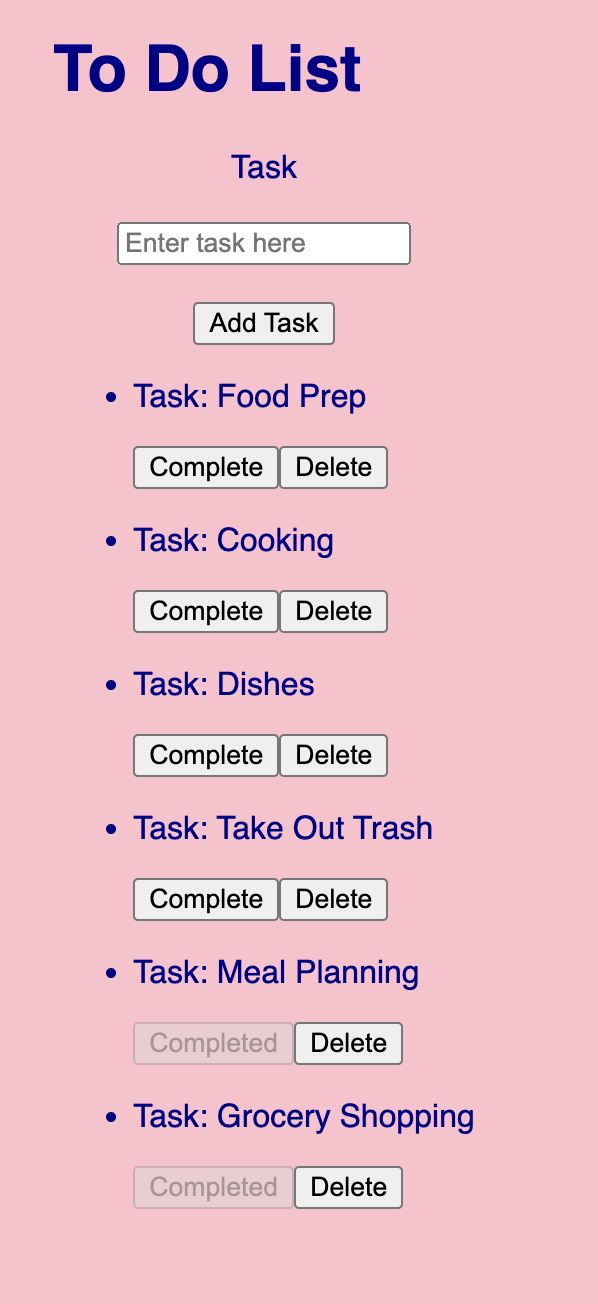 To Do List
Task
Enter task here
Add Task
Task: Food Prep
Complete Delete
Task: Cooking
Complete Delete
Task: Dishes
Complete Delete
Task: Take Out Trash
Complete Delete
Task: Meal Planning
Completed Delete
Task: Grocery Shopping
Completed Delete